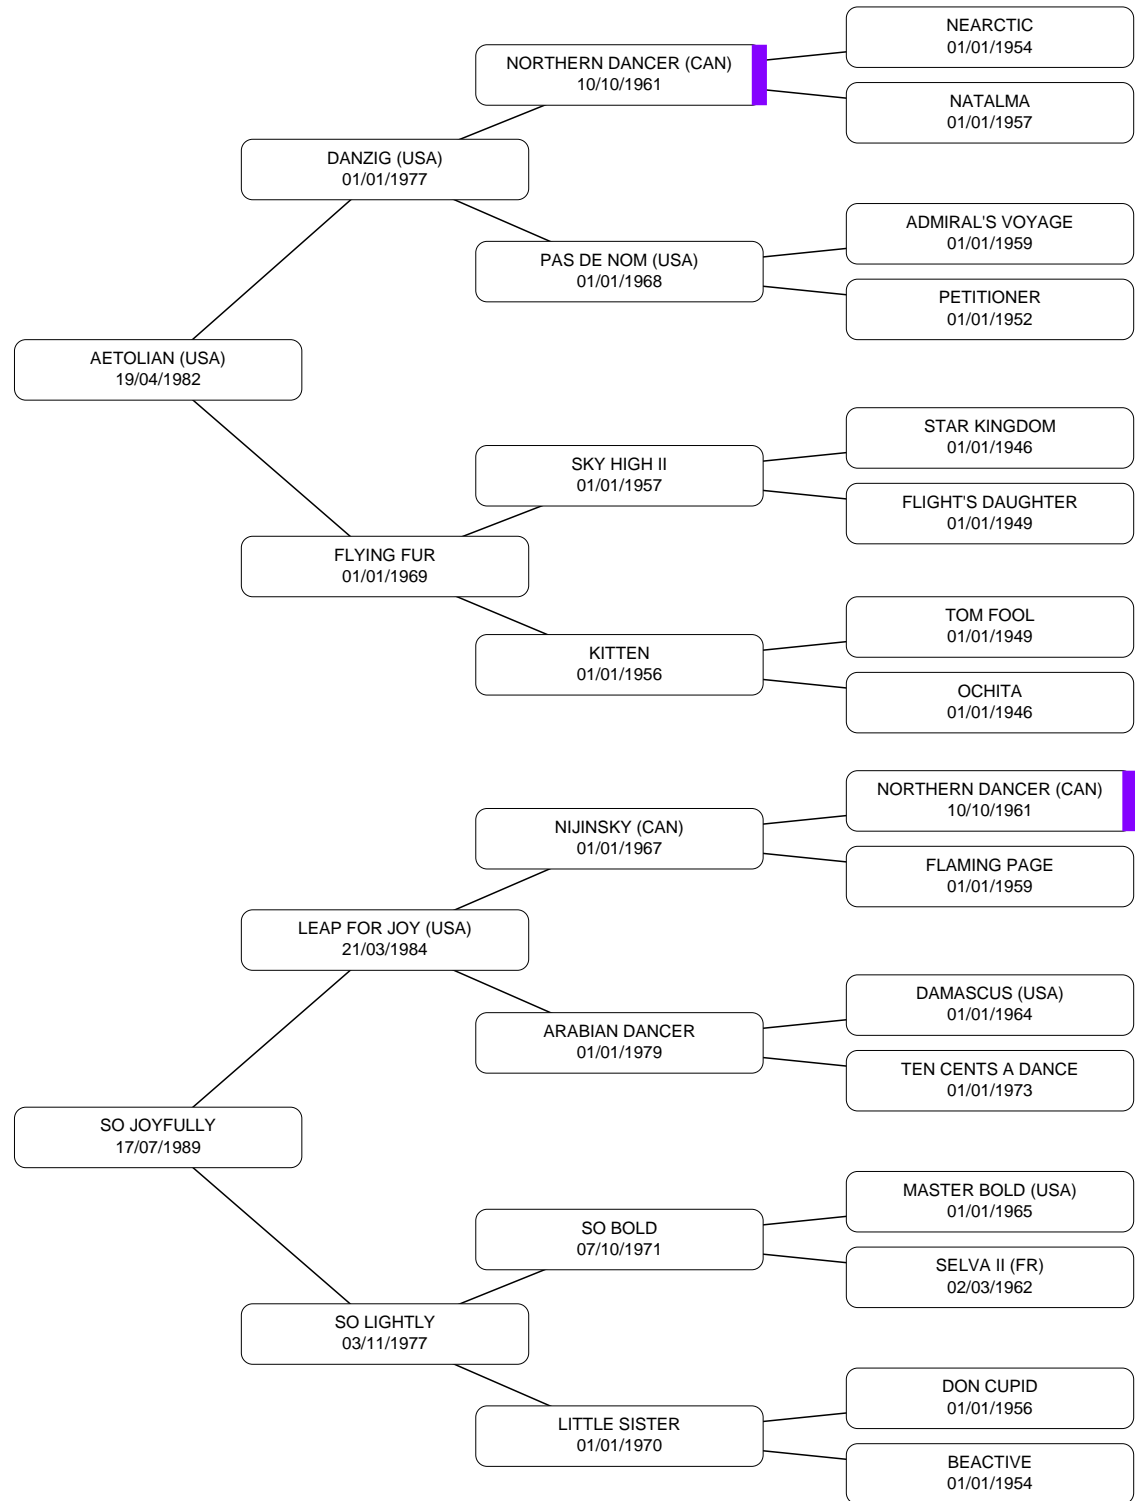 NEARCTIC
01/01/1954
NORTHERN DANCER (CAN)
10/10/1961
NATALMA
01/01/1957
DANZIG (USA)
01/01/1977
ADMIRAL'S VOYAGE
01/01/1959
PAS DE NOM (USA)
01/01/1968
PETITIONER
01/01/1952
AETOLIAN (USA)
19/04/1982
STAR KINGDOM
01/01/1946
SKY HIGH II
01/01/1957
FLIGHT'S DAUGHTER
01/01/1949
FLYING FUR
01/01/1969
TOM FOOL
01/01/1949
KITTEN
01/01/1956
OCHITA
01/01/1946
NORTHERN DANCER (CAN)
10/10/1961
NIJINSKY (CAN)
01/01/1967
FLAMING PAGE
01/01/1959
LEAP FOR JOY (USA)
21/03/1984
DAMASCUS (USA)
01/01/1964
ARABIAN DANCER
01/01/1979
TEN CENTS A DANCE
01/01/1973
SO JOYFULLY
17/07/1989
MASTER BOLD (USA)
01/01/1965
SO BOLD
07/10/1971
SELVA II (FR)
02/03/1962
SO LIGHTLY
03/11/1977
DON CUPID
01/01/1956
LITTLE SISTER
01/01/1970
BEACTIVE
01/01/1954